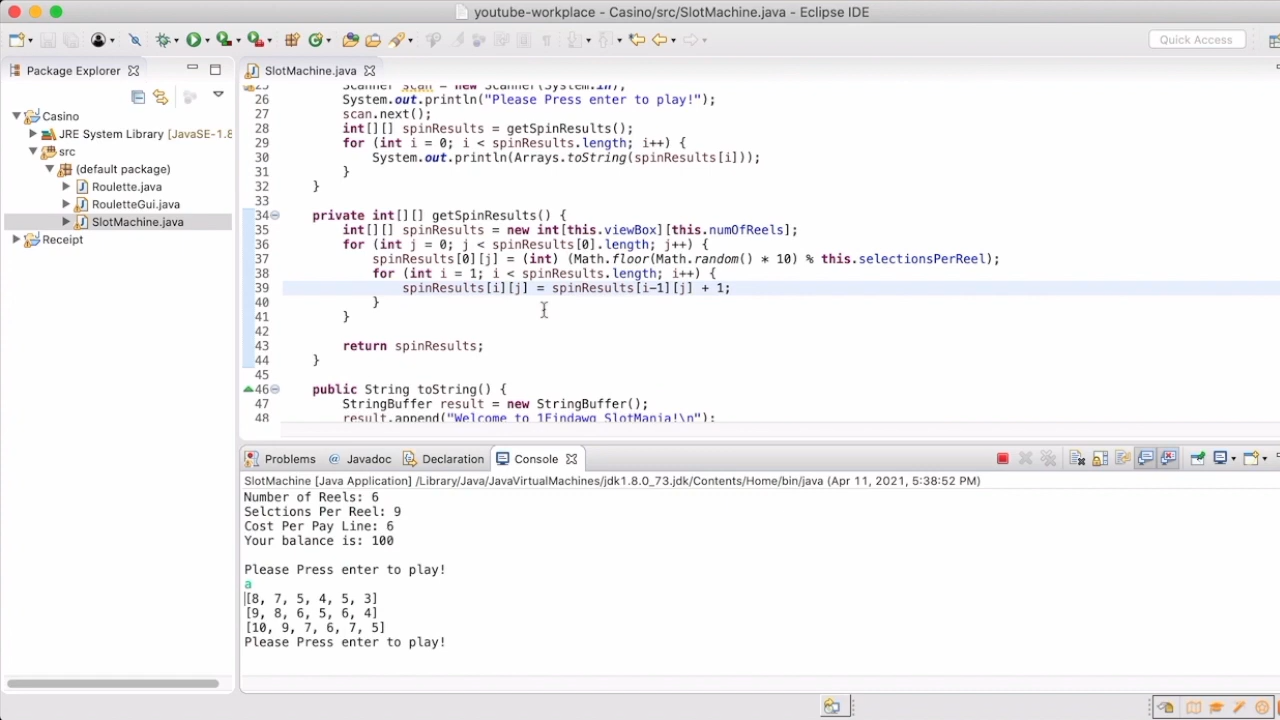 youtube-workplace - Casino/src/SlotMachine.java - Eclipse IDE
Quick Access
Package Explorer
SlotMachine.java
Casino
JRE System Library [JavaSE-1.8
src
(default package)
Roulette.java
RouletteGui.java
SlotMachine.java
Receipt
25 Scanner scan = new Scanner(System.in);
26 System.out.println("Please Press enter to play!");
27 scan.next();
28 int[][] spinResults = getSpinResults();
29 for (int i = 0; i < spinResults.length; i++) {
30 System.out.println(Arrays.toString(spinResults[i]));
31 }
32 }
33
34 private int[][] getSpinResults() {
35 int[][] spinResults = new int[this.viewBox][this.numOfReels];
36 for (int j = 0; j < spinResults[0].length; j++) {
37 spinResults[0][j] = (int) (Math.floor(Math.random() * 10) % this.selectionsPerReel);
38 for (int i = 1; i < spinResults.length; i++) {
39 spinResults[i][j] = spinResults[i-1][j] + 1;
40 }
41 }
42
43 return spinResults;
44 }
45
46 public String toString() {
47 StringBuffer result = new StringBuffer();
48 result.append("Welcome to 1Findawg SlotMania!\n");
Problems
Javadoc
Declaration
Console
SlotMachine [Java Application] /Library/Java/JavaVirtualMachines/jdk1.8.0_73.jdk/Contents/Home/bin/java (Apr 11, 2021, 5:38:52 PM)
Number of Reels: 6
Selctions Per Reel: 9
Cost Per Pay Line: 6
Your balance is: 100
Please Press enter to play!
a
[8, 7, 5, 4, 5, 3]
[9, 8, 6, 5, 6, 4]
[10, 9, 7, 6, 7, 5]
Please Press enter to play!